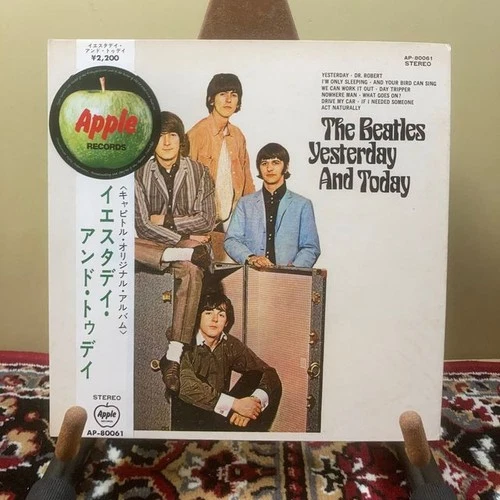 イエスタデイ・
アンド・トゥデイ
¥2,200
Apple
RECORDS
〈キャピトル・オリジナル・アルバム〉
イエスタデイ・
アンド・トゥデイ
STEREO
Apple
RECORDS
AP-80061
AP-80061
STEREO
YESTERDAY - DR. ROBERT
I'M ONLY SLEEPING - AND YOUR BIRD CAN SING
WE CAN WORK IT OUT - DAY TRIPPER
NOWHERE MAN - WHAT GOES ON?
DRIVE MY CAR - IF I NEEDED SOMEONE
ACT NATURALLY
The Beatles
Yesterday
And Today